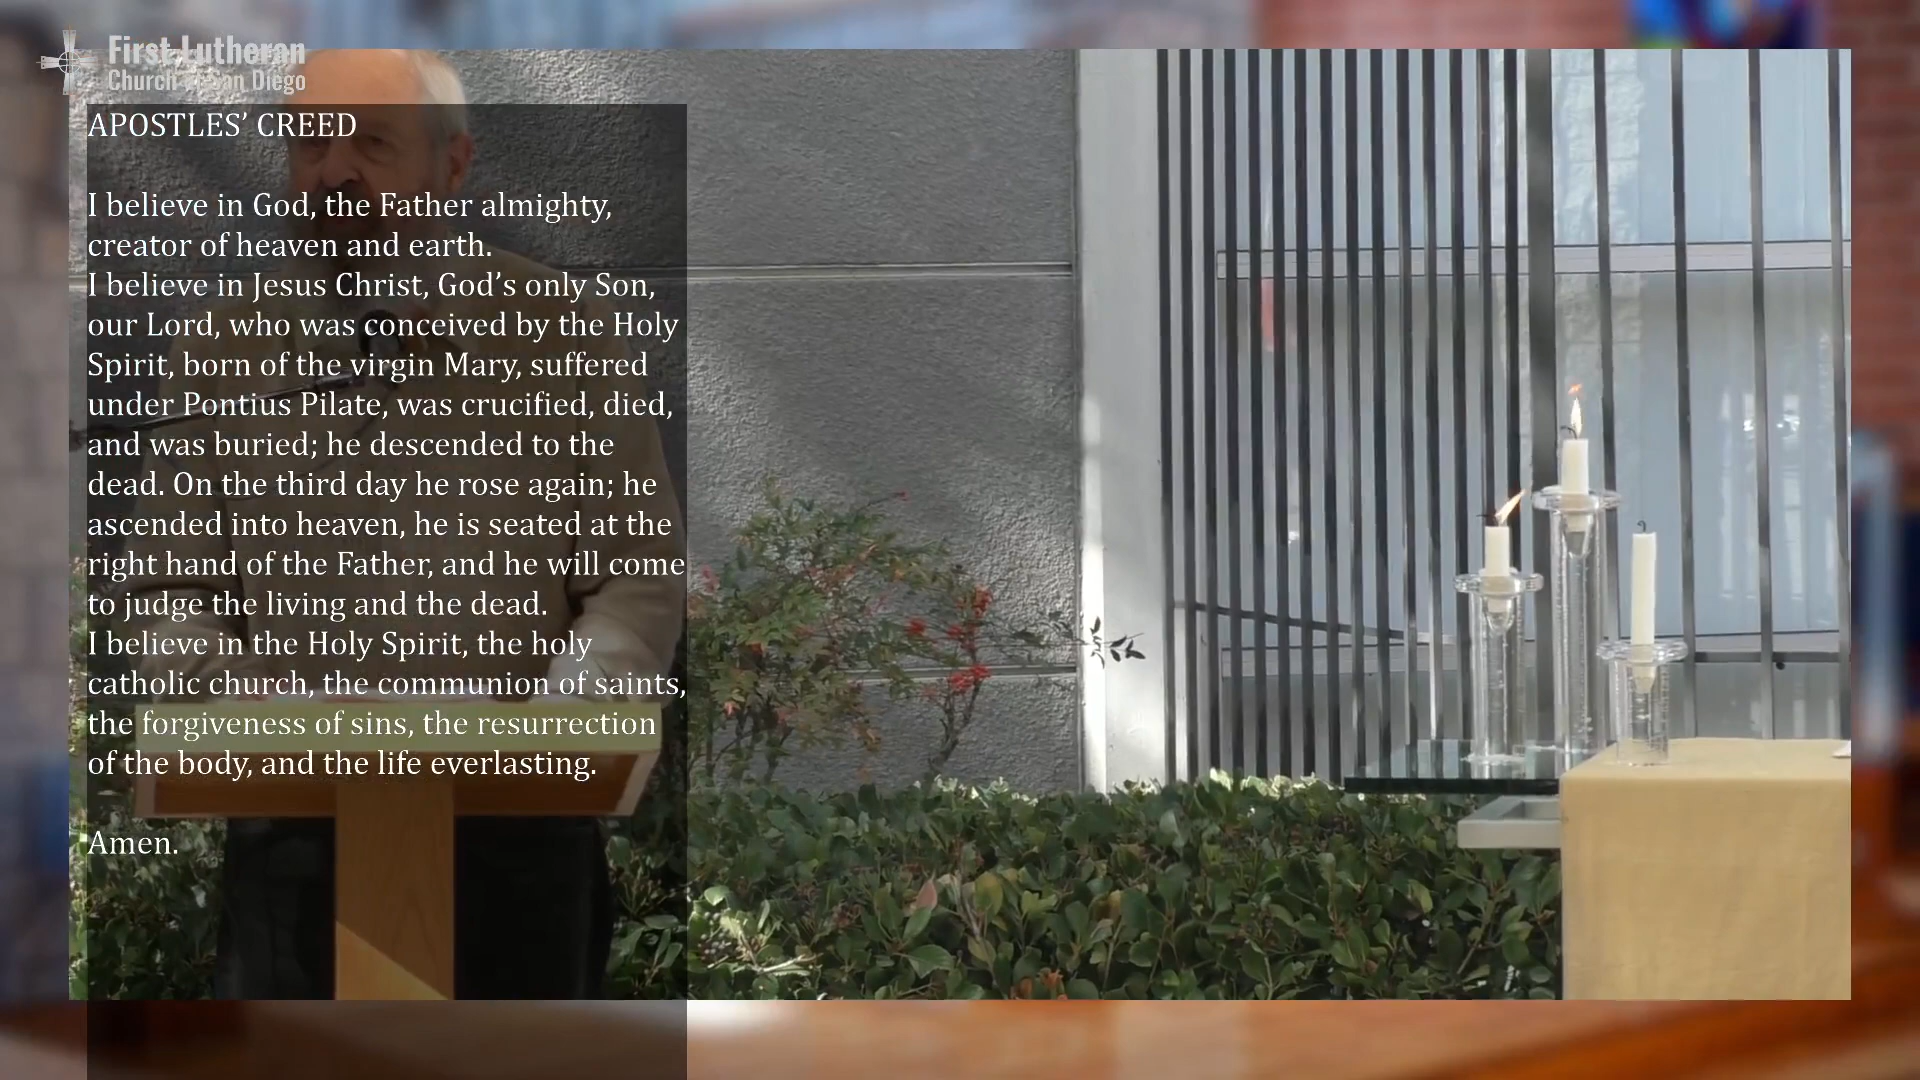 First Lutheran
Church of San Diego
APOSTLES’ CREED
I believe in God, the Father almighty,
creator of heaven and earth.
I believe in Jesus Christ, God’s only Son,
our Lord, who was conceived by the Holy
Spirit, born of the virgin Mary, suffered
under Pontius Pilate, was crucified, died,
and was buried; he descended to the
dead. On the third day he rose again; he
ascended into heaven, he is seated at the
right hand of the Father, and he will come
to judge the living and the dead.
I believe in the Holy Spirit, the holy
catholic church, the communion of saints,
the forgiveness of sins, the resurrection
of the body, and the life everlasting.
Amen.